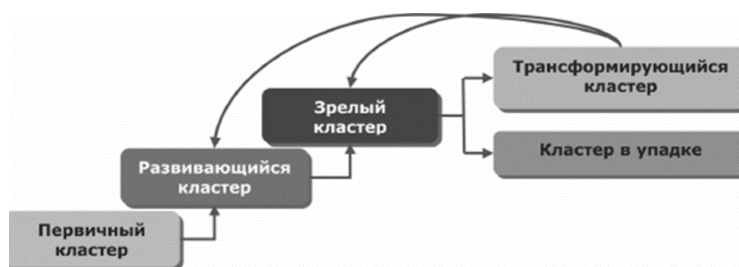 Трансформирующийся
кластер
Зрелый
кластер
Кластер в упадке
Развивающийся
кластер
Первичный
кластер